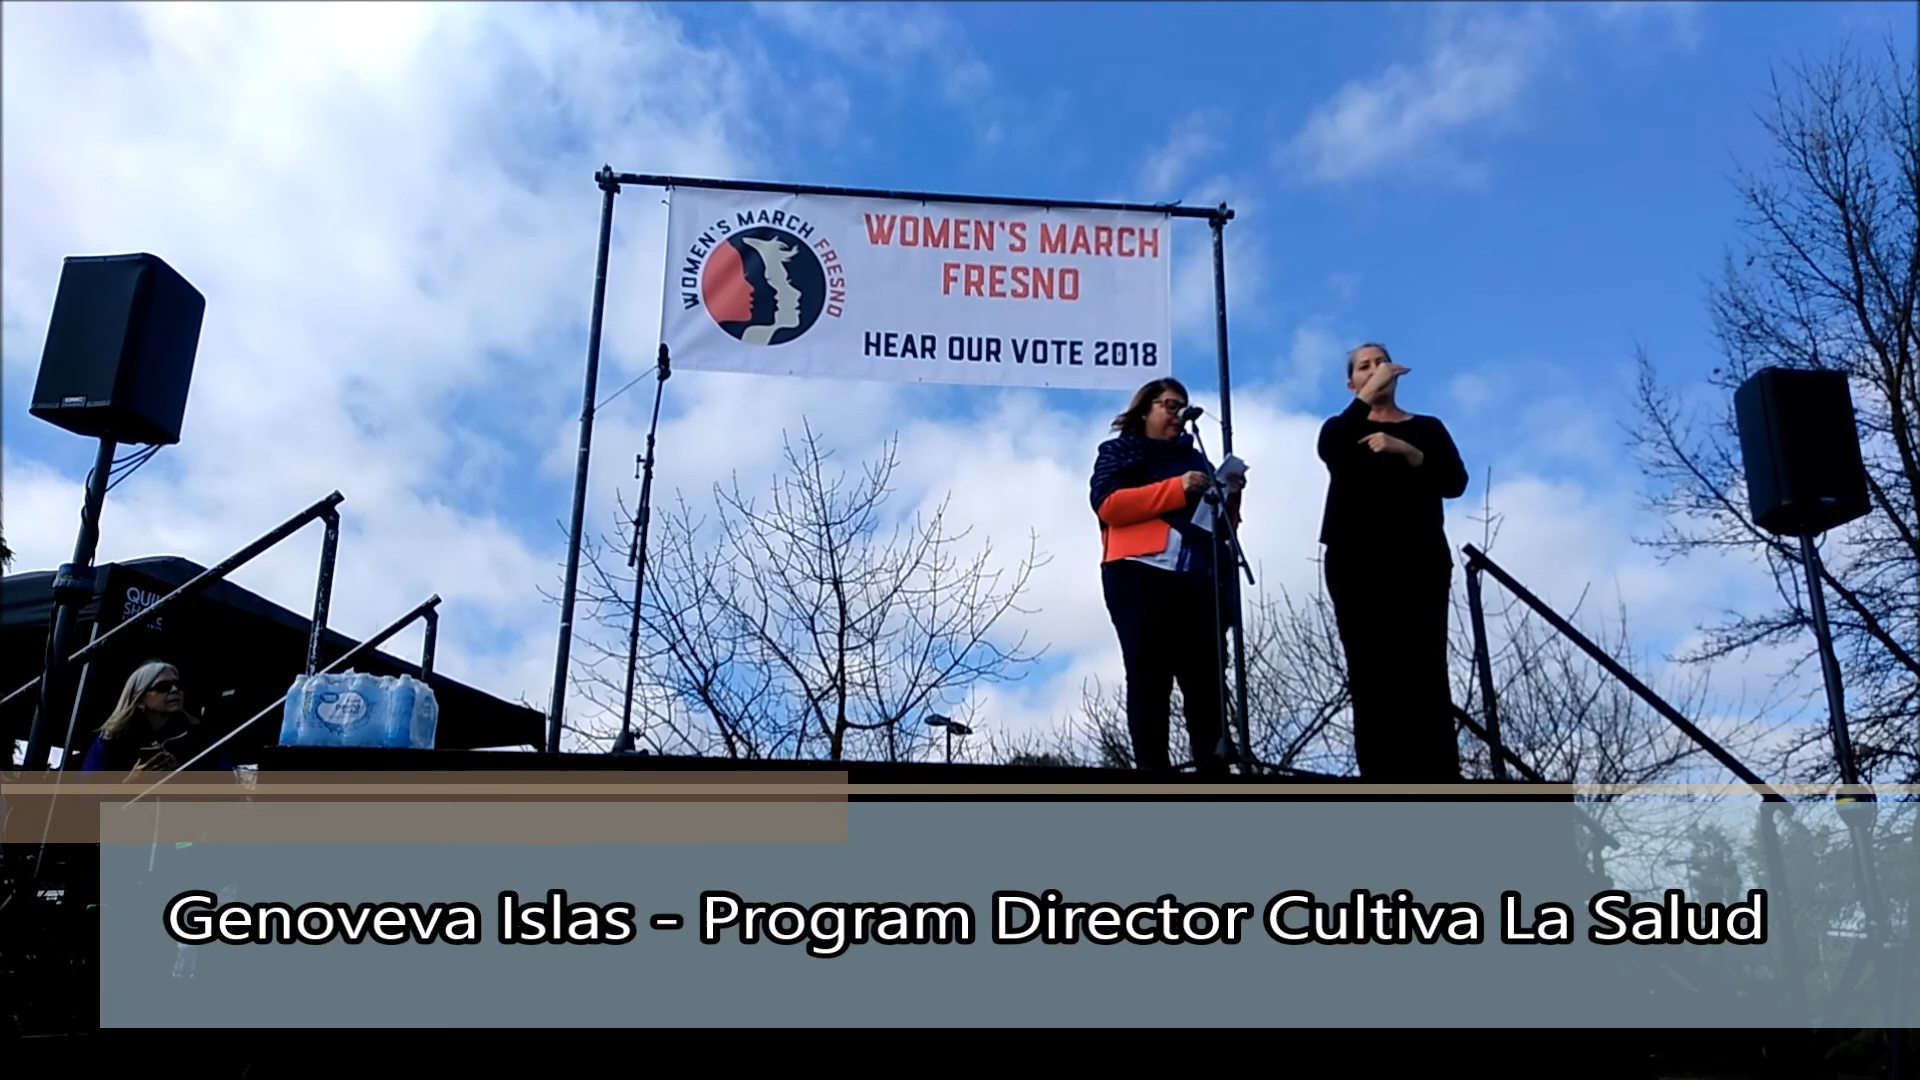 WOMEN'S MARCH FRESNO
WOMEN'S MARCH
FRESNO
HEAR OUR VOTE 2018
Genoveva Islas - Program Director Cultiva La Salud